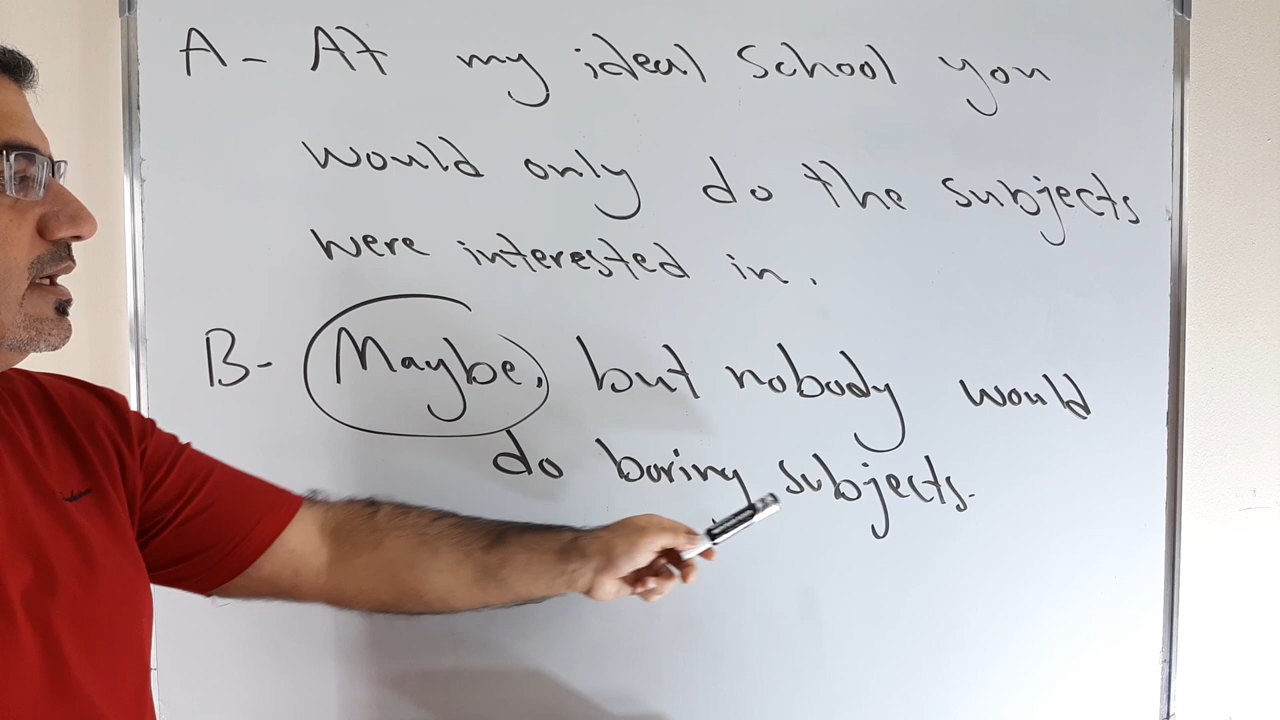 A- At my ideal school you
would only do the subjects
were interested in.
B- Maybe, but nobody would
do boring subjects.